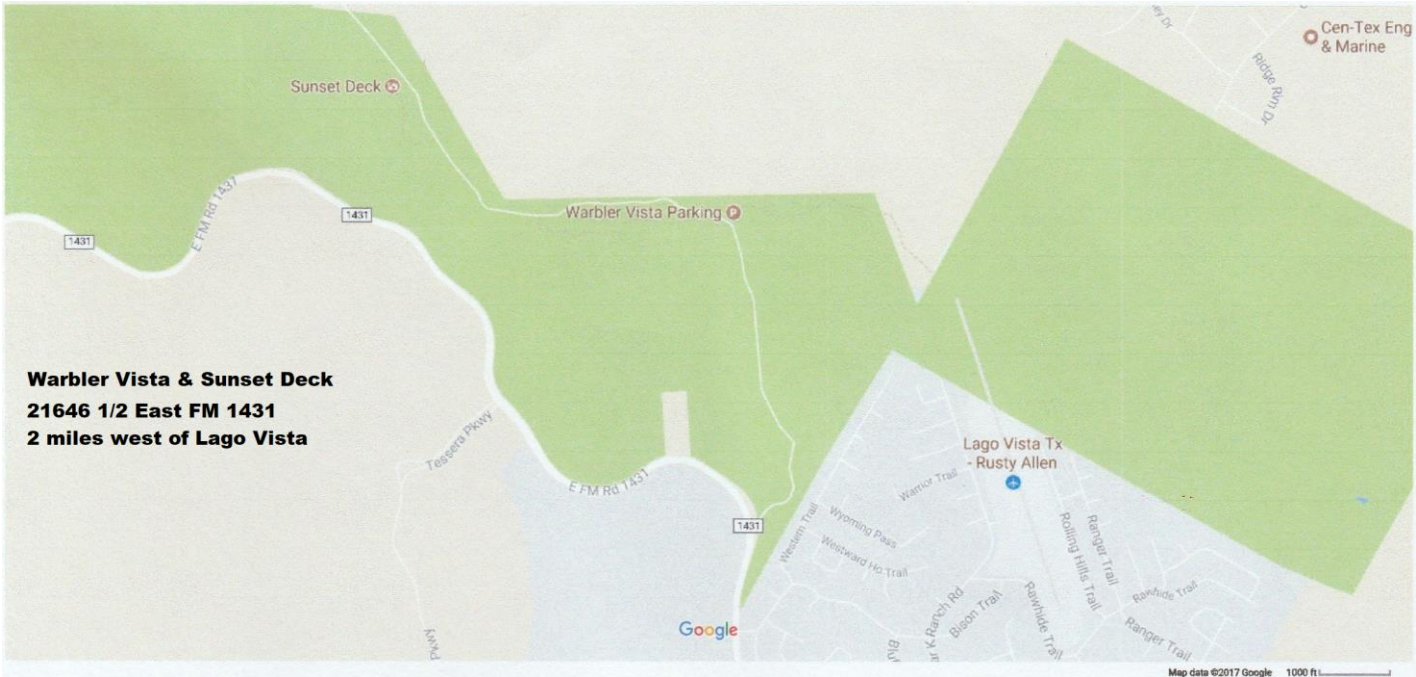 Cen-Tex Eng
& Marine
Ridge Rim Dr
Sunset Deck
E FM Rd 1431
1431
1431
Warbler Vista Parking P
Warbler Vista & Sunset Deck
21646 1/2 East FM 1431
2 miles west of Lago Vista
Tessera Pkwy
E FM Rd 1431
1431
Lago Vista Tx
- Rusty Allen
Warrior Trail
Wyoming Pass
Western Trail
Westward Ho Trail
Rolling Hills Trail
Ranger Trail
Rawhide Trail
Bison Trail
Rawhide Trail
Ranger Trail
Pkwy
Google
Map data ©2017 Google 1000 ft